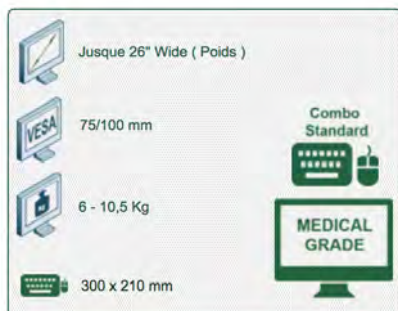 Jusque 26" Wide ( Poids )
VESA
75/100 mm
Combo
Standard
6 - 10,5 Kg
MEDICAL
GRADE
300 x 210 mm